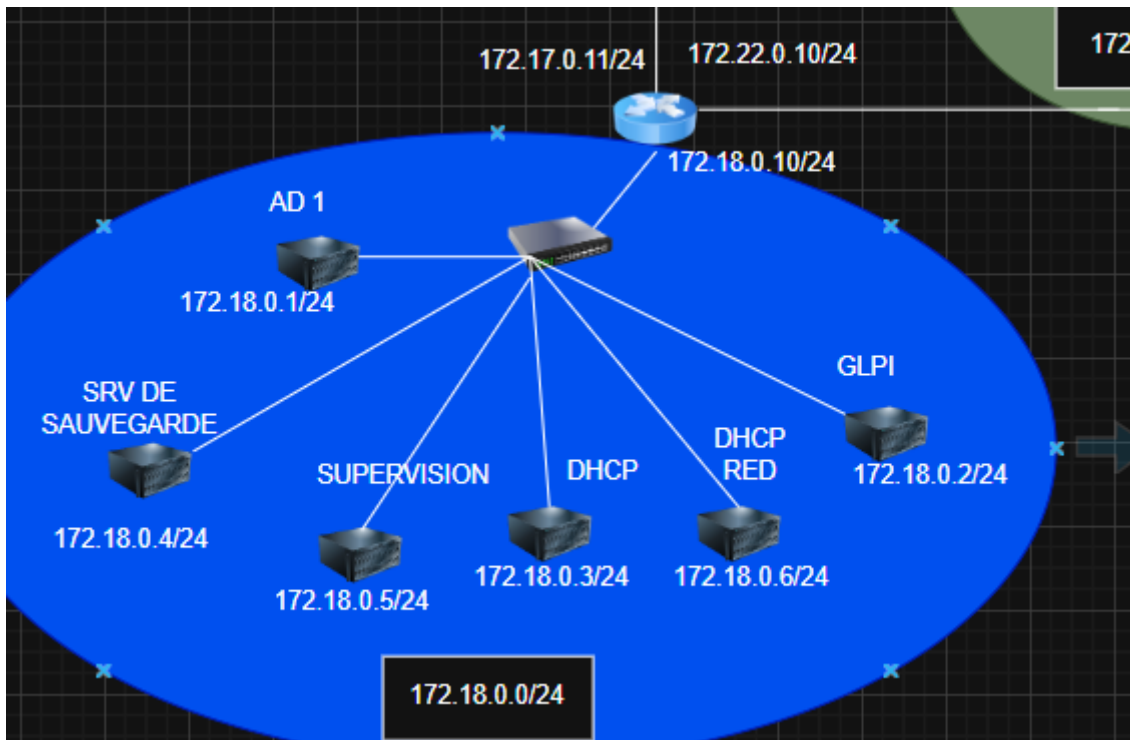 172.17.0.11/24
172.22.0.10/24
172
172.18.0.10/24
AD 1
172.18.0.1/24
GLPI
172.18.0.2/24
SRV DE
SAUVEGARDE
172.18.0.4/24
SUPERVISION
172.18.0.5/24
DHCP
172.18.0.3/24
DHCP
RED
172.18.0.6/24
172.18.0.0/24